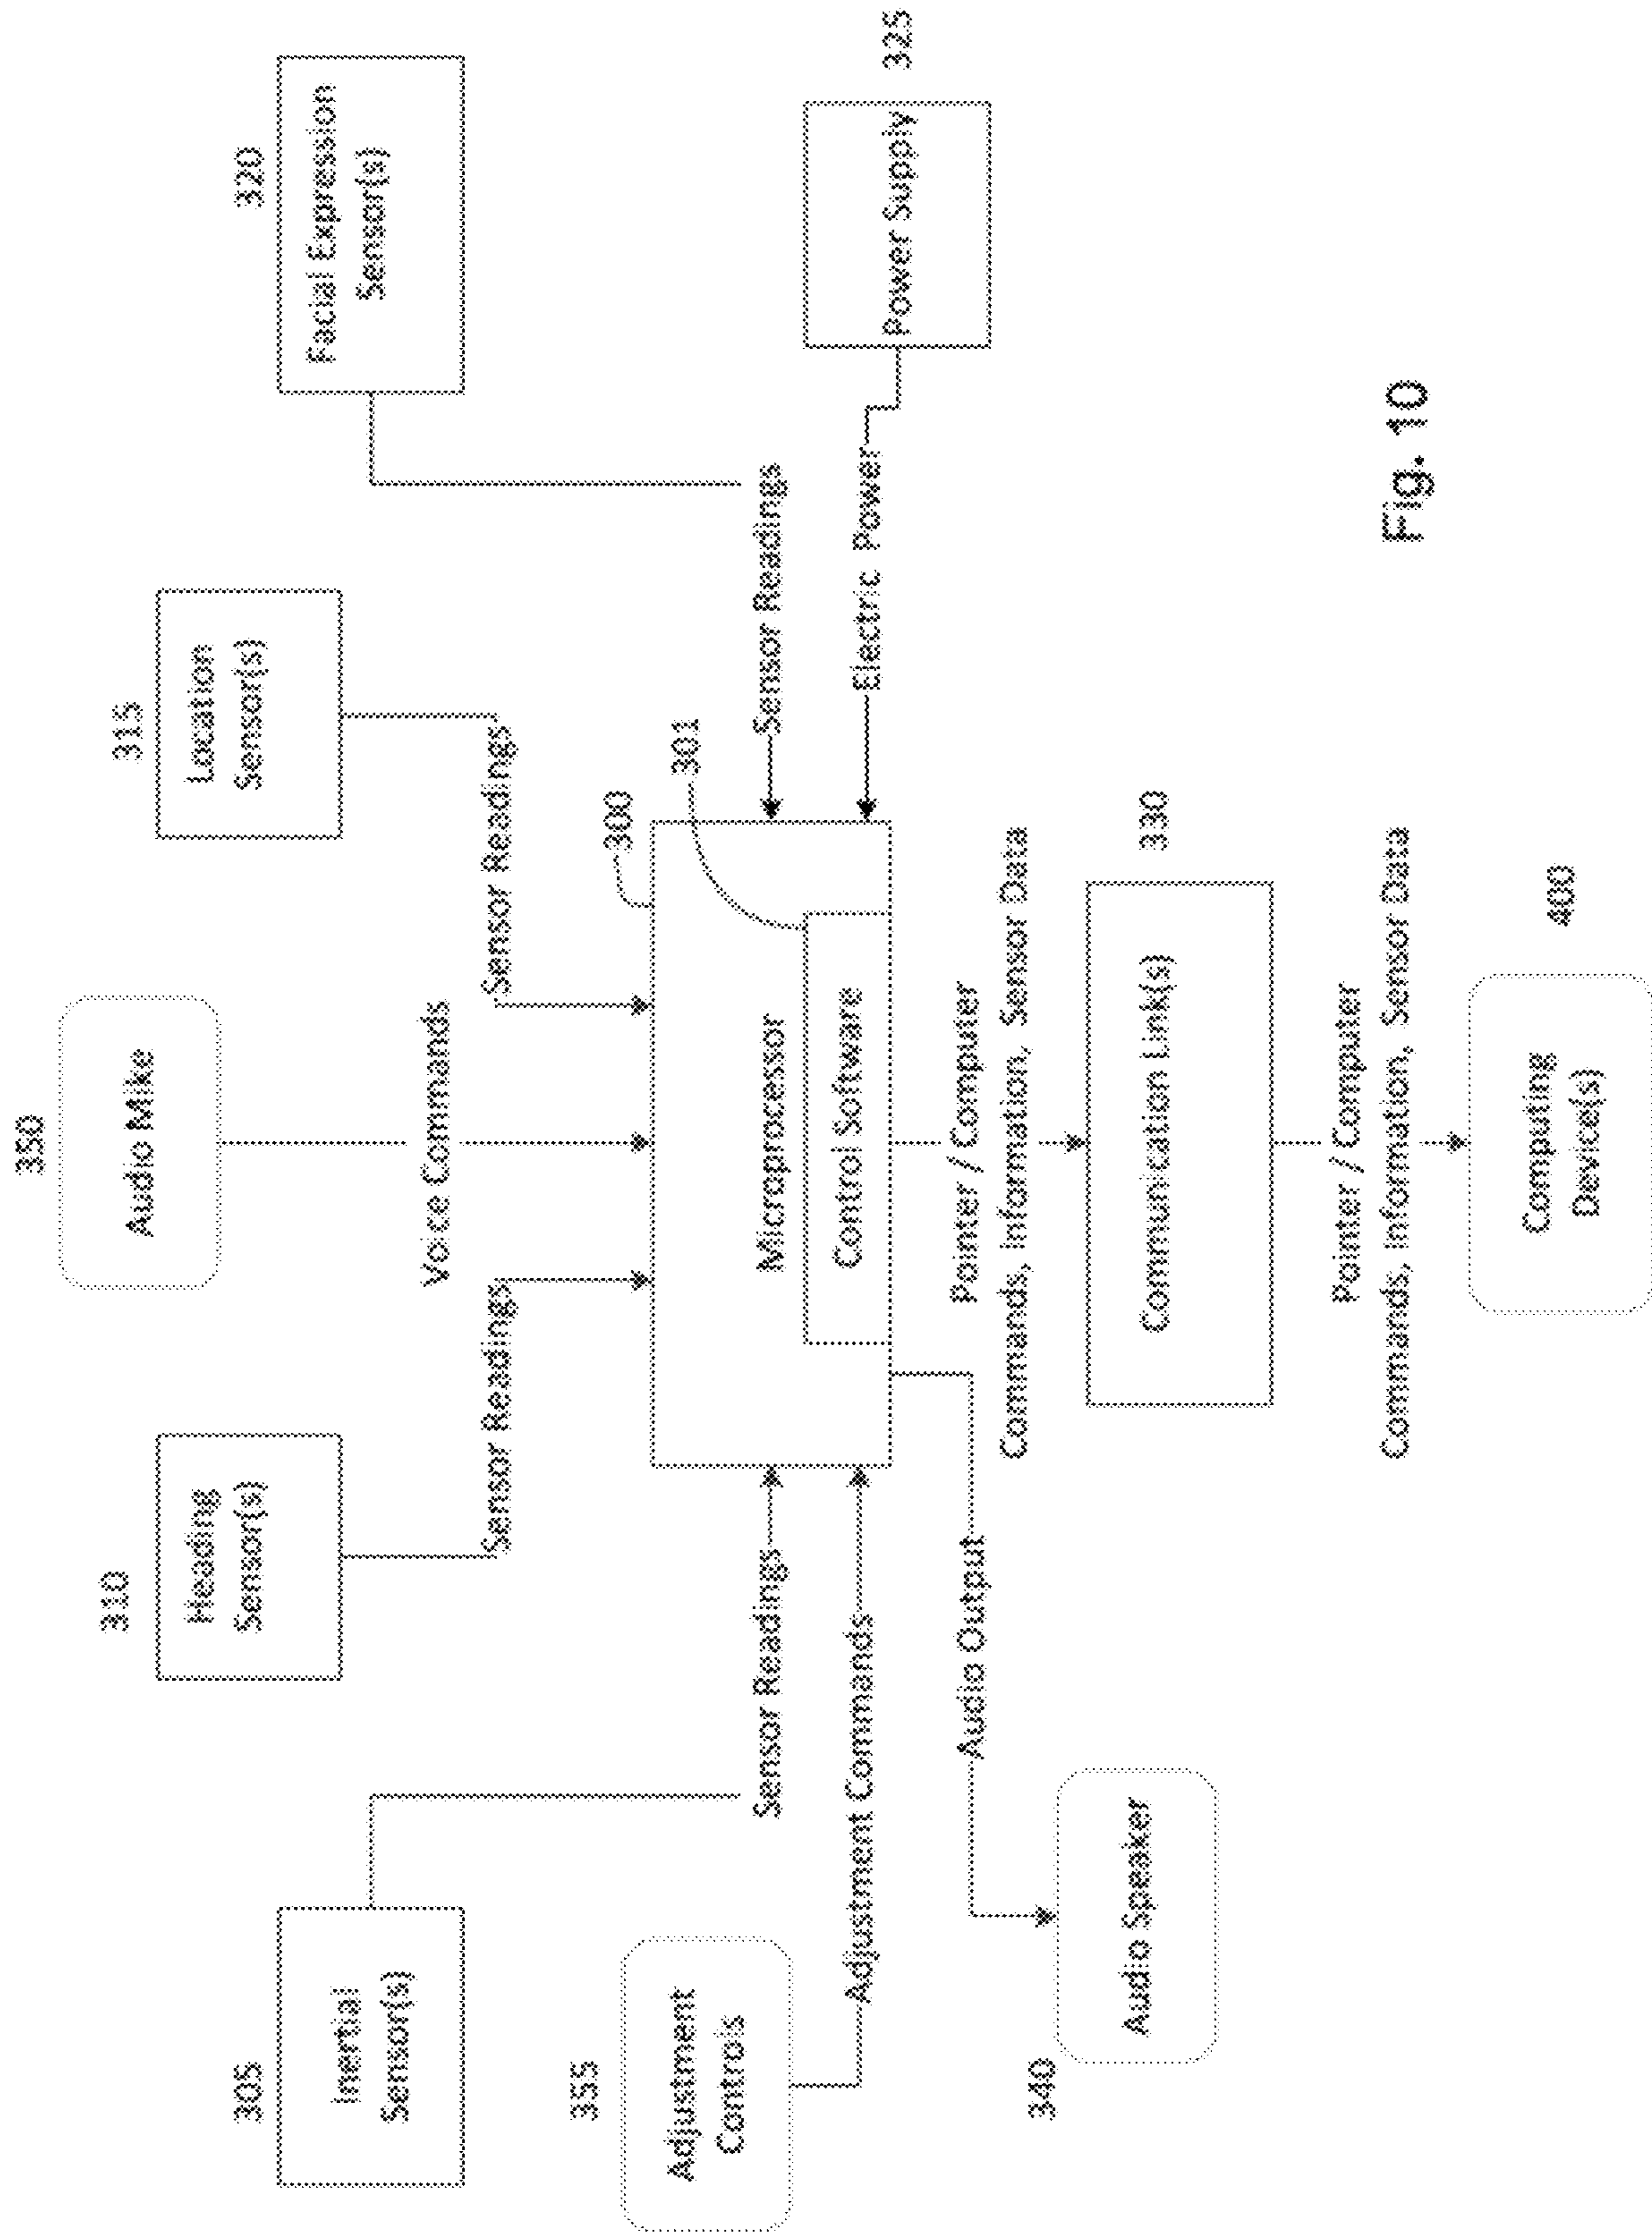 350
Audio Mike
310
Heading
Sensor(s)
315
Location
Sensor(s)
305
Inertial
Sensor(s)
320
Facial Expression
Sensor(s)
Voice Commands
Sensor Readings
Sensor Readings
355
Adjustment
Controls
300
301
Sensor Readings
Microprocessor
Sensor Readings
Adjustment Commands
Control Software
Electric Power
Power Supply
325
Audio Output
Pointer / Computer
Commands, Information, Sensor Data
340
Audio Speaker
Communication Link(s)
330
Pointer / Computer
Commands, Information, Sensor Data
Computing
Device(s)
400
Fig. 10